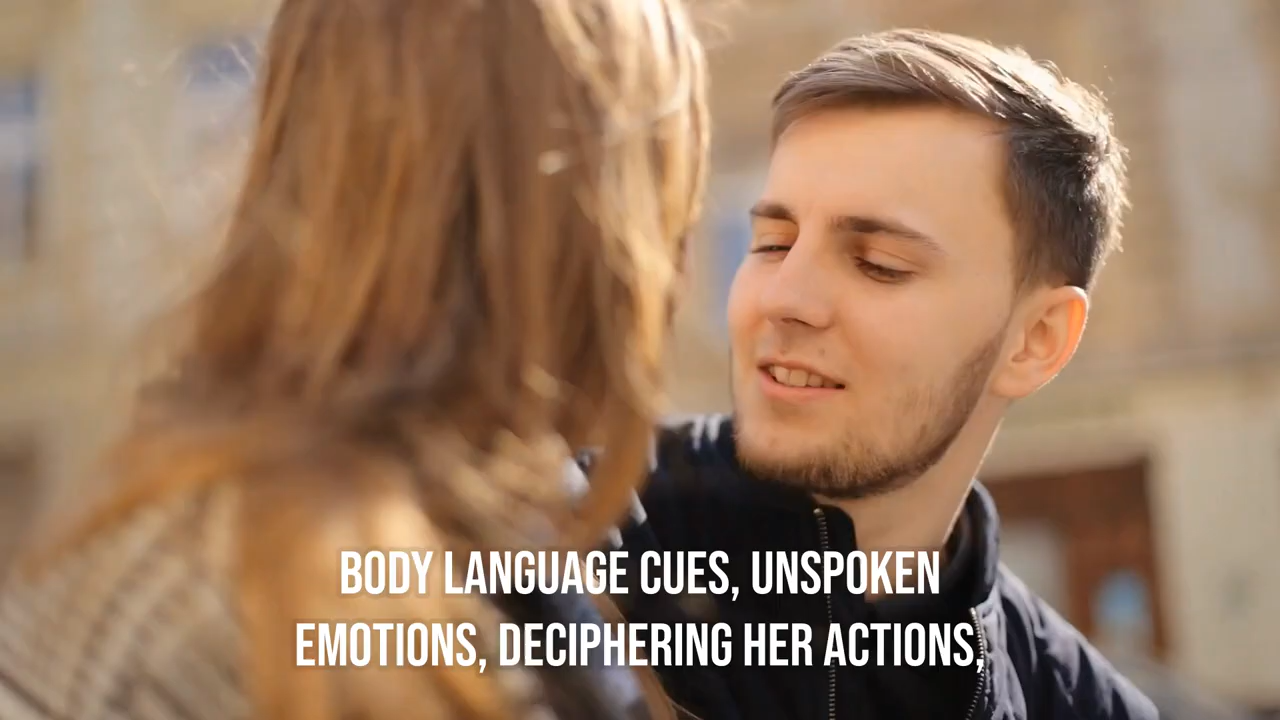 BODY LANGUAGE CUES, UNSPOKEN
EMOTIONS, DECIPHERING HER ACTIONS,